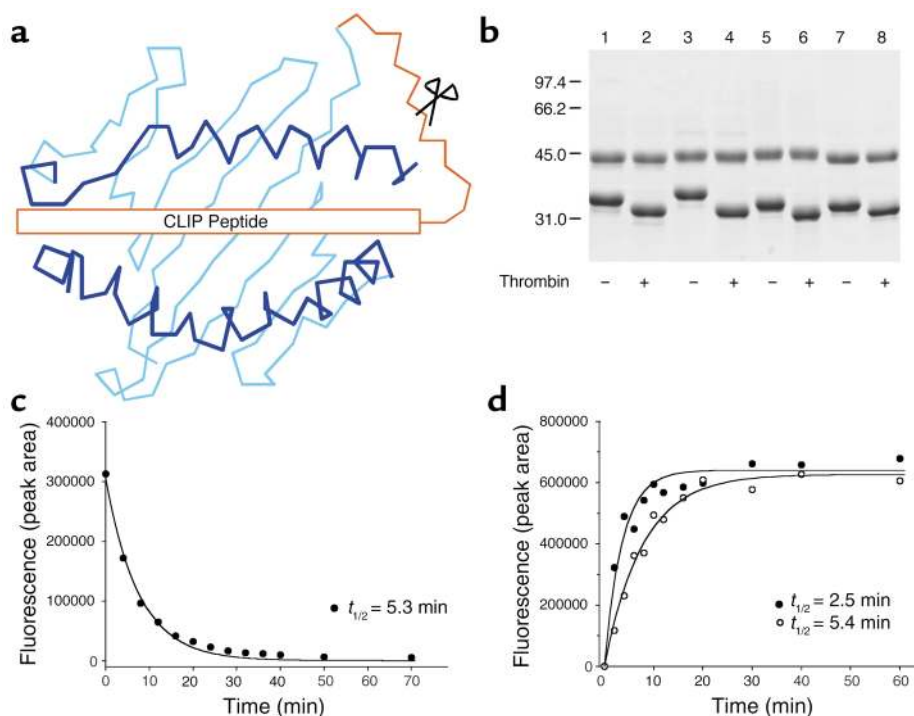 a
CLIP Peptide
b
1 2 3 4 5 6 7 8
97.4
66.2
45.0
31.0
Thrombin − + − + − + − +
c
Fluorescence (peak area)
400000
300000
200000
100000
0
t1/2 = 5.3 min
0 10 20 30 40 50 60 70
Time (min)
d
Fluorescence (peak area)
800000
600000
400000
200000
0
t1/2 = 2.5 min
t1/2 = 5.4 min
0 10 20 30 40 50 60
Time (min)